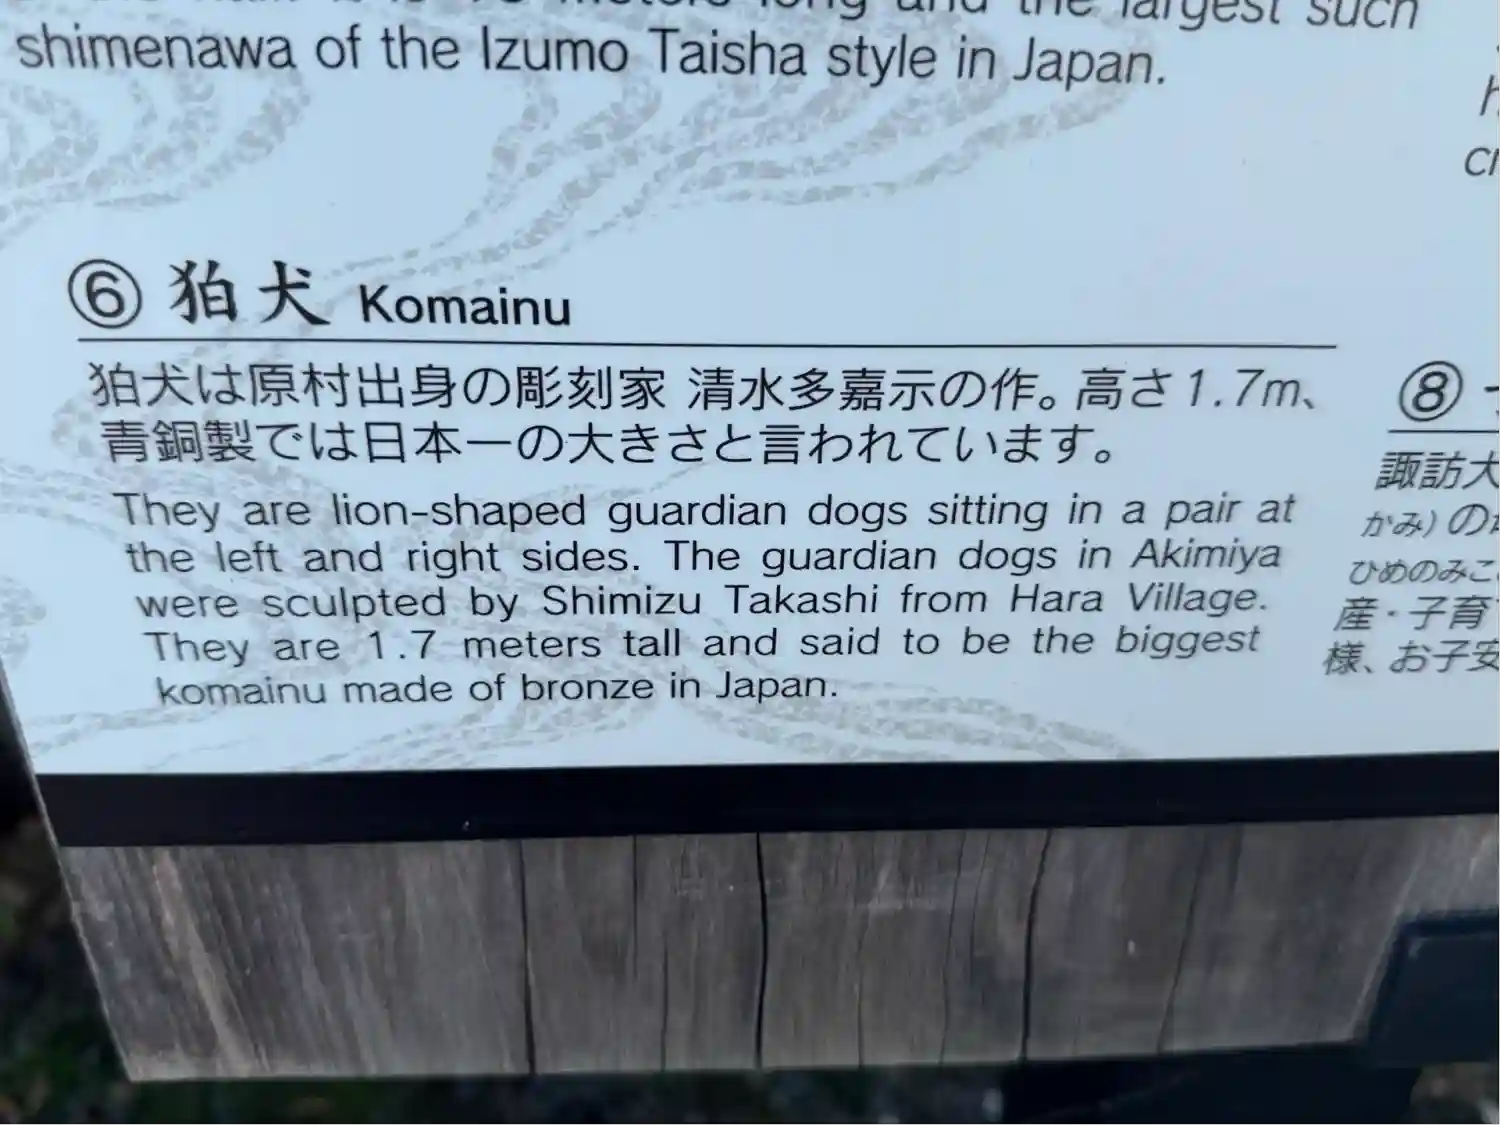 meters long and the largest such
shimenawa of the Izumo Taisha style in Japan.
⑥ 狛犬 Komainu
狛犬は原村出身の彫刻家 清水多嘉示の作。高さ1.7m、
青銅製では日本一の大きさと言われています。
They are lion-shaped guardian dogs sitting in a pair at
the left and right sides. The guardian dogs in Akimiya
were sculpted by Shimizu Takashi from Hara Village.
They are 1.7 meters tall and said to be the biggest
komainu made of bronze in Japan.
⑧
諏訪大
かみ)の
ひめのみこ
産・子育
様、お子安